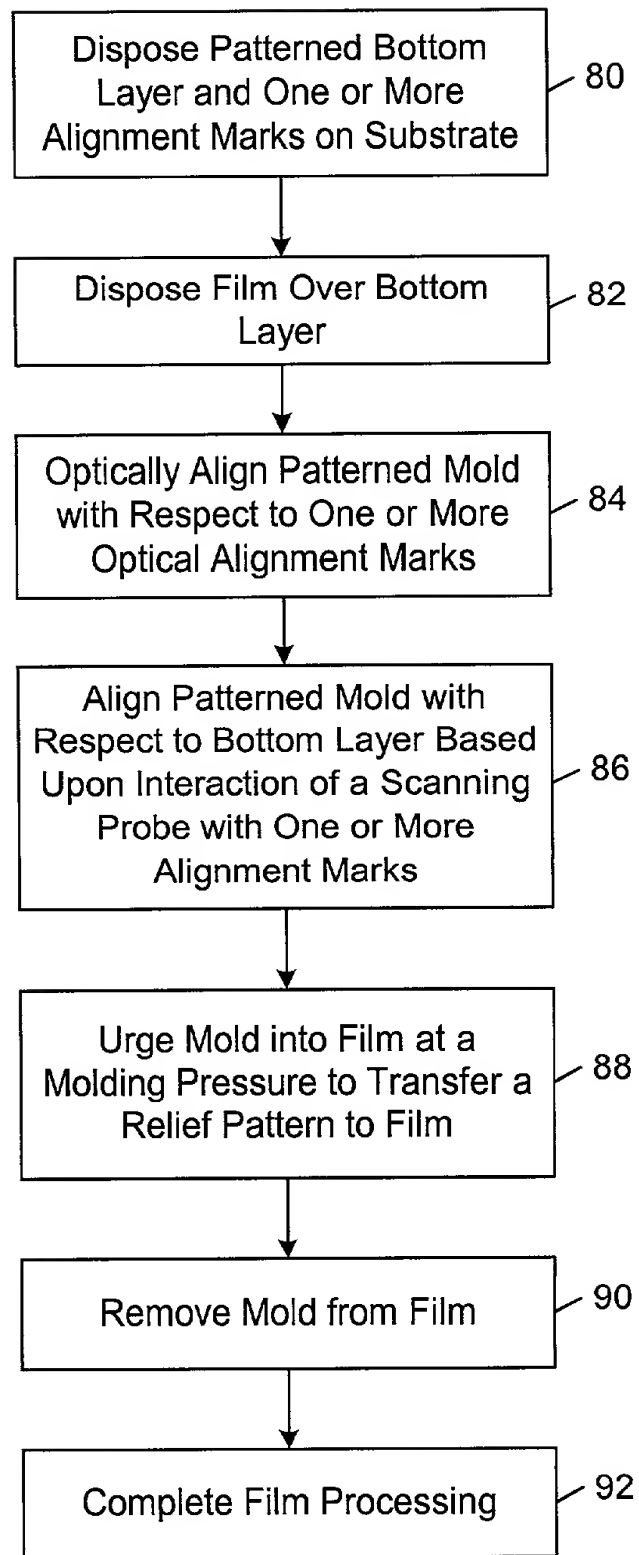 Dispose Patterned Bottom
Layer and One or More
Alignment Marks on Substrate
80
Dispose Film Over Bottom
Layer
82
Optically Align Patterned Mold
with Respect to One or More
Optical Alignment Marks
84
Align Patterned Mold with
Respect to Bottom Layer Based
Upon Interaction of a Scanning
Probe with One or More
Alignment Marks
86
Urge Mold into Film at a
Molding Pressure to Transfer a
Relief Pattern to Film
88
Remove Mold from Film
90
Complete Film Processing
92